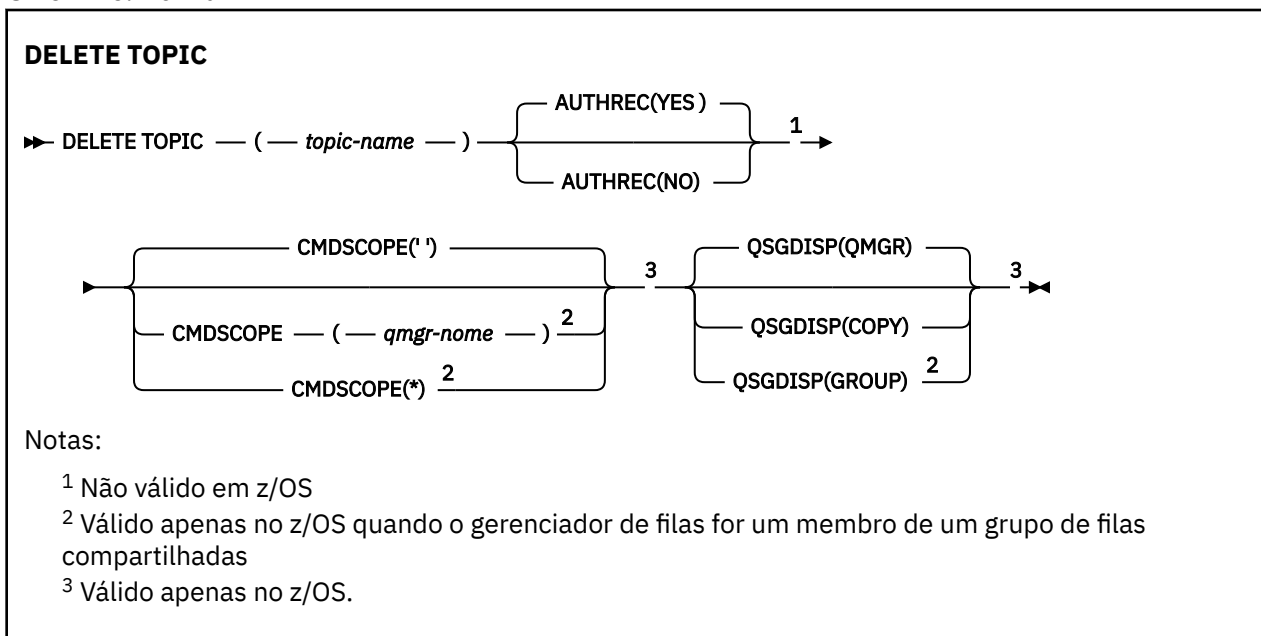 DELETE TOPIC
AUTHREC(YES )
DELETE TOPIC ( topic-name ) 1
AUTHREC(NO)
CMDSCOPE(' ') QSGDISP(QMGR)
3 3
CMDSCOPE ( qmgr-nome ) 2 QSGDISP(COPY)
CMDSCOPE(*) 2 QSGDISP(GROUP) 2
Notas:
1 Não válido em z/OS
2 Válido apenas no z/OS quando o gerenciador de filas for um membro de um grupo de filas
compartilhadas
3 Válido apenas no z/OS.